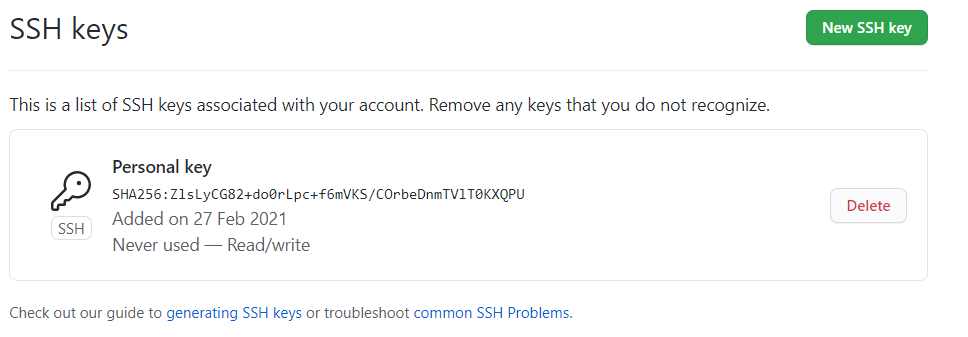 SSH keys
New SSH key
This is a list of SSH keys associated with your account. Remove any keys that you do not recognize.
Personal key
SHA256:ZlsLyCG82+do0rLpc+f6mVKS/COrbeDnmTVlT0KXQPU
Added on 27 Feb 2021
Never used — Read/write
SSH
Delete
Check out our guide to generating SSH keys or troubleshoot common SSH Problems.